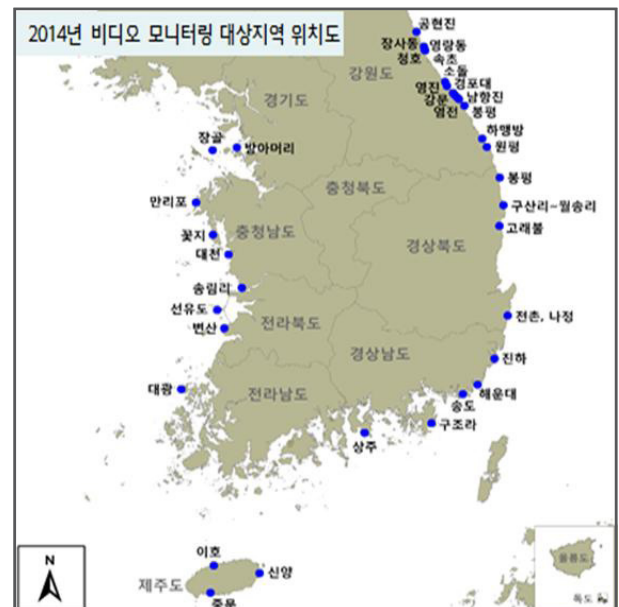 2014년 비디오 모니터링 대상지역 위치도
공현진
장사동 영랑동
청호 속초
소돌
강원도
영진 경포대
강문 남항진
염전 봉평
경기도
하맹방
장골
방아머리
원평
충청북도
봉평
만리포
구산리~월송리
꽃지
충청남도
고래불
경상북도
대천
송림리
선유도
전촌, 나정
전라북도
변산
경상남도
진하
대광
전라남도
해운대
송도
구조라
상주
N
이호
신양
제주도
중문
울릉도
독도